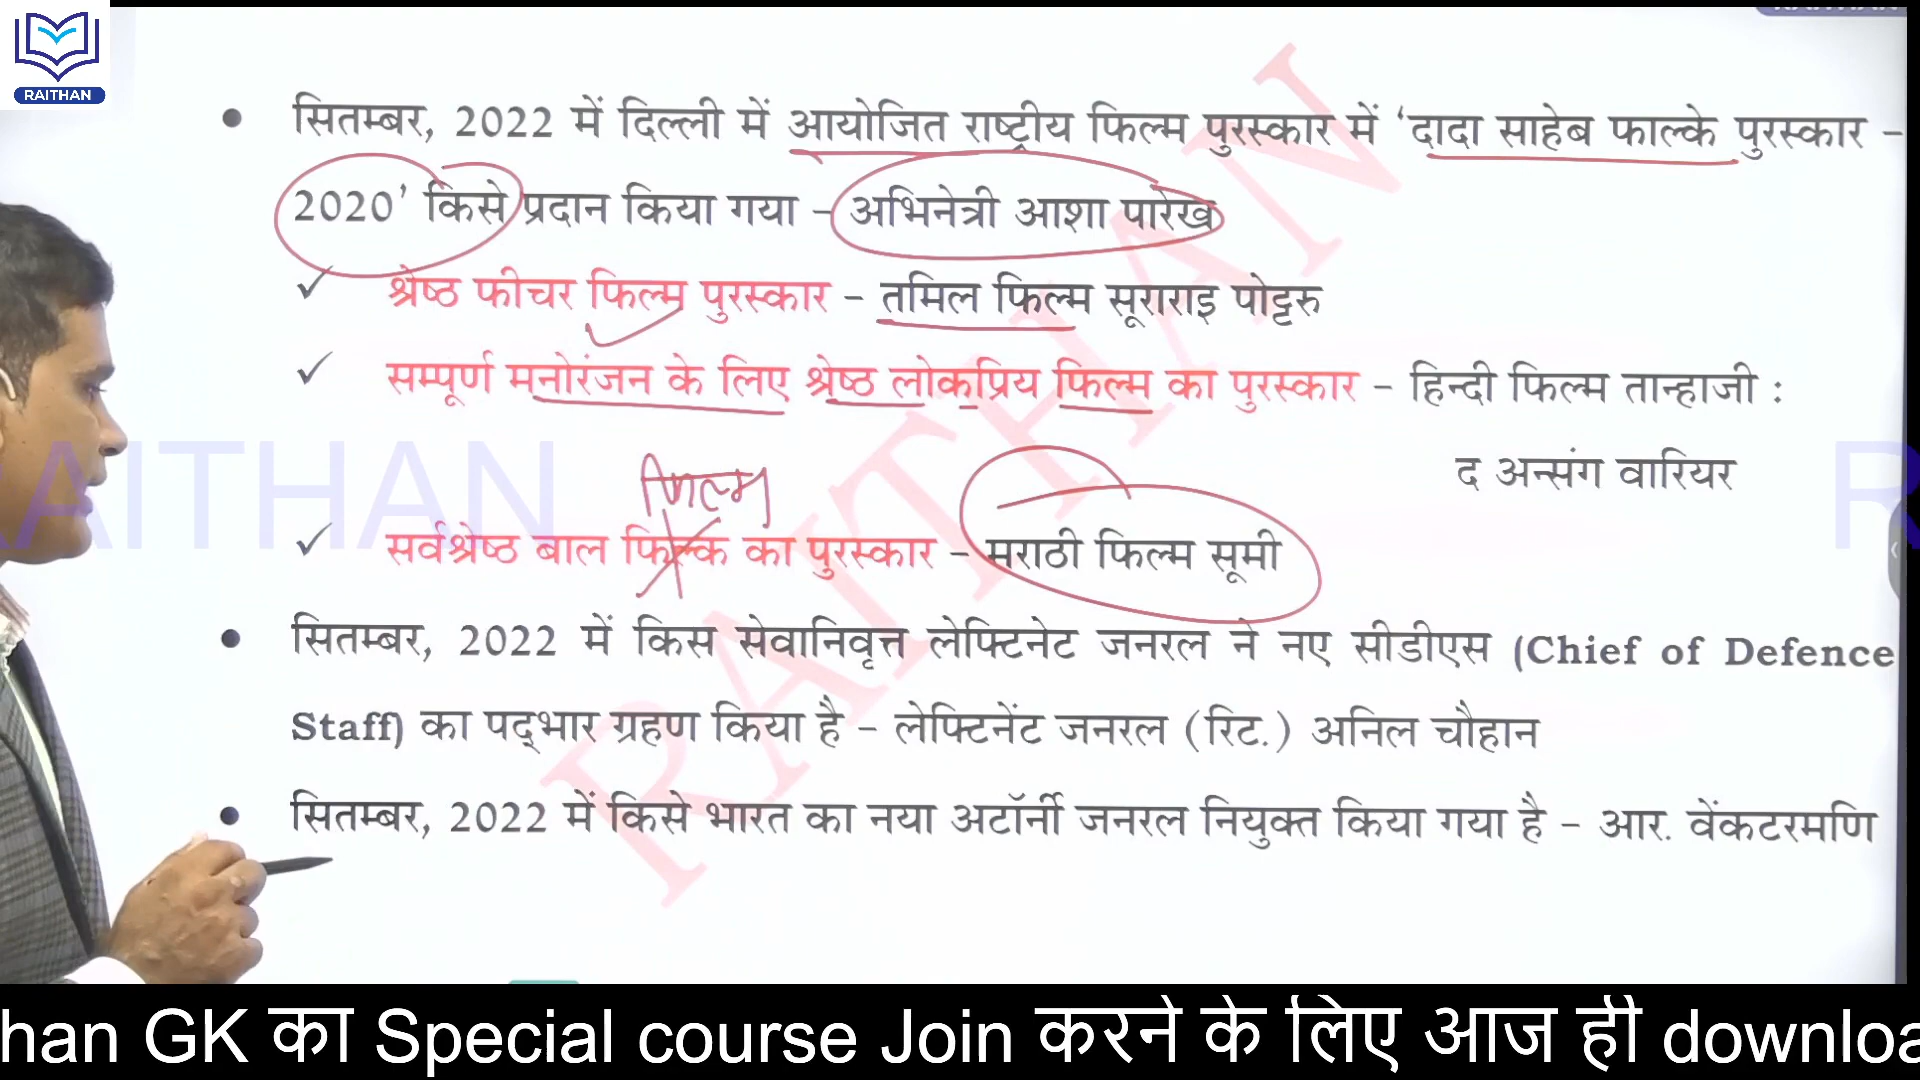 RAITHAN
• सितम्बर, 2022 में दिल्ली में आयोजित राष्ट्रीय फिल्म पुरस्कार में ‘दादा साहेब फाल्के पुरस्कार –
2020’ किसे प्रदान किया गया – अभिनेत्री आशा पारेख
✓ श्रेष्ठ फीचर फिल्म पुरस्कार – तमिल फिल्म सूराराइ पोट्टरु
✓ सम्पूर्ण मनोरंजन के लिए श्रेष्ठ लोकप्रिय फिल्म का पुरस्कार – हिन्दी फिल्म तान्हाजी :
द अन्संग वारियर
फिल्म
✓ सर्वश्रेष्ठ बाल फिल्क का पुरस्कार – मराठी फिल्म सूमी
• सितम्बर, 2022 में किस सेवानिवृत्त लेफ्टिनेट जनरल ने नए सीडीएस (Chief of Defence
Staff) का पद्भार ग्रहण किया है – लेफ्टिनेंट जनरल (रिट.) अनिल चौहान
• सितम्बर, 2022 में किसे भारत का नया अटॉर्नी जनरल नियुक्त किया गया है – आर. वेंकटरमणि
RAITHAN
AITHAN
han GK का Special course Join करने के लिए आज ही downloa